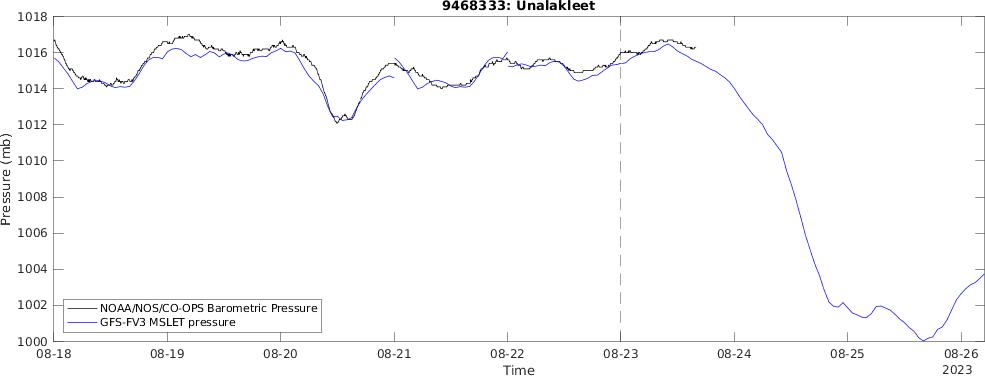 9468333: Unalakleet
1018
1016
1014
1012
1010
1008
1006
1004
1002
1000
Pressure (mb)
NOAA/NOS/CO-OPS Barometric Pressure
GFS-FV3 MSLET pressure
08-18 08-19 08-20 08-21 08-22 08-23 08-24 08-25 08-26
Time
2023